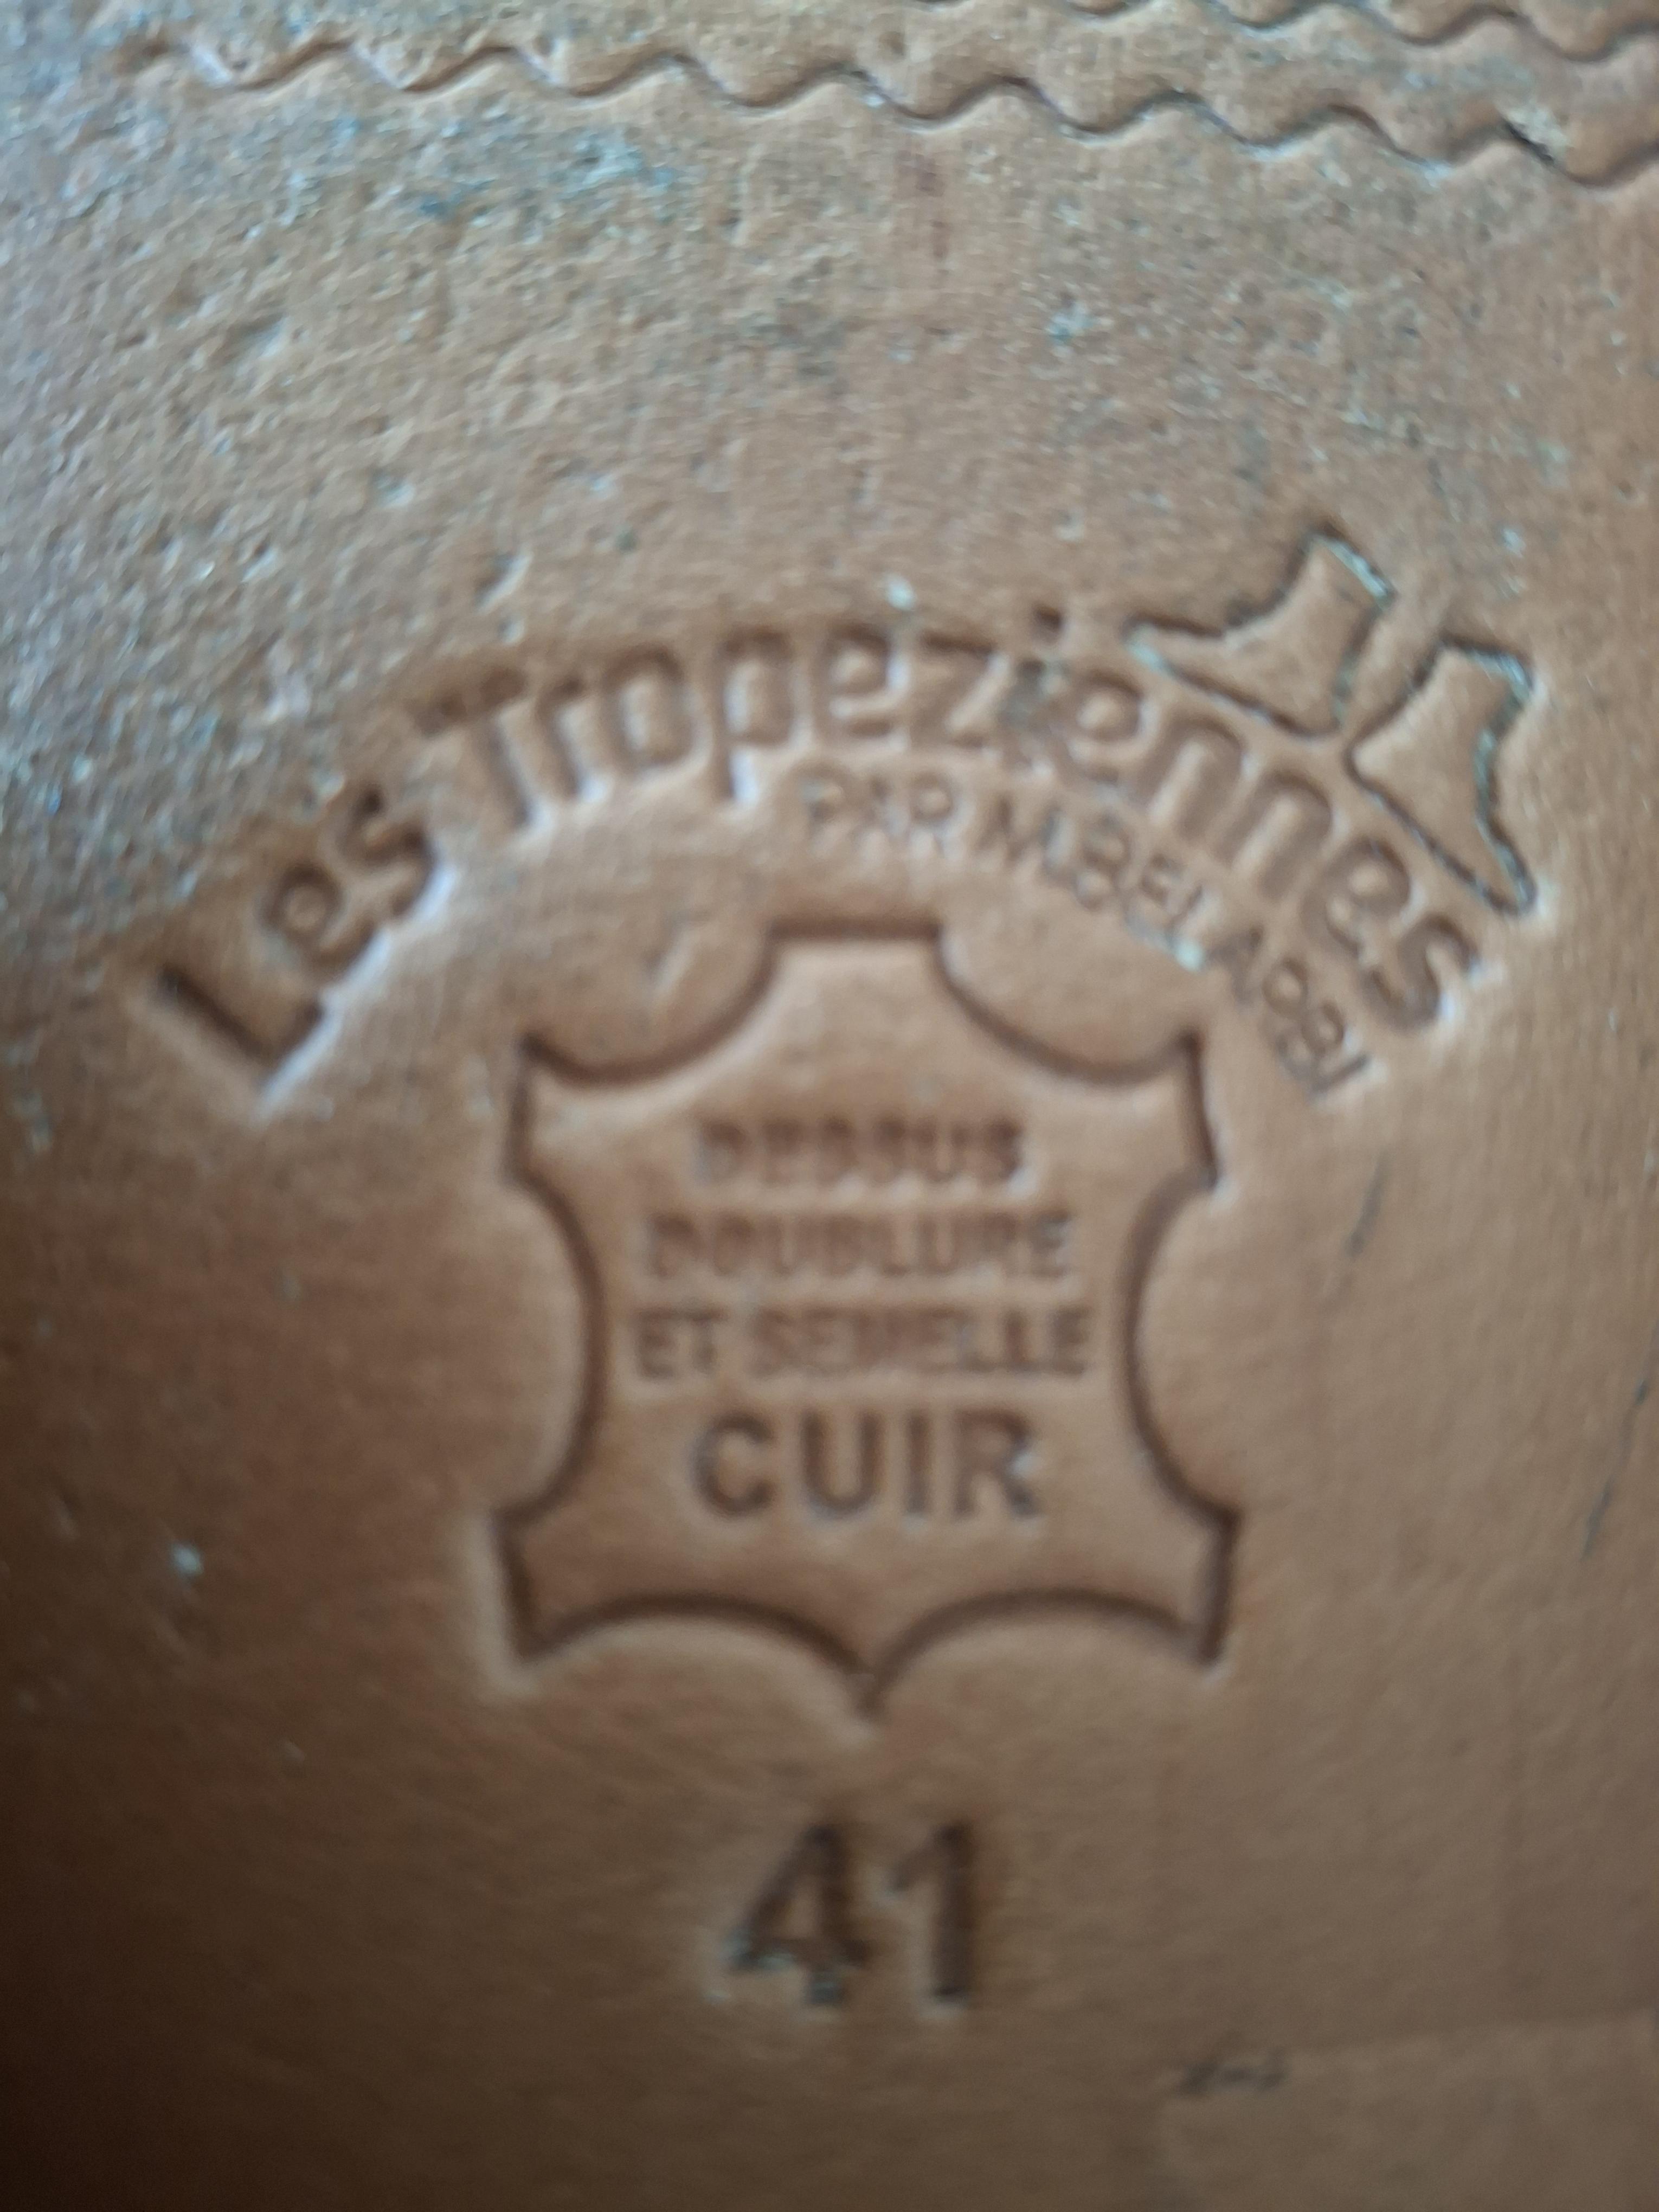 Les Tropeziennes
PAR M.BELARBI
DESSUS
DOUBLURE
ET SEMELLE
CUIR
41